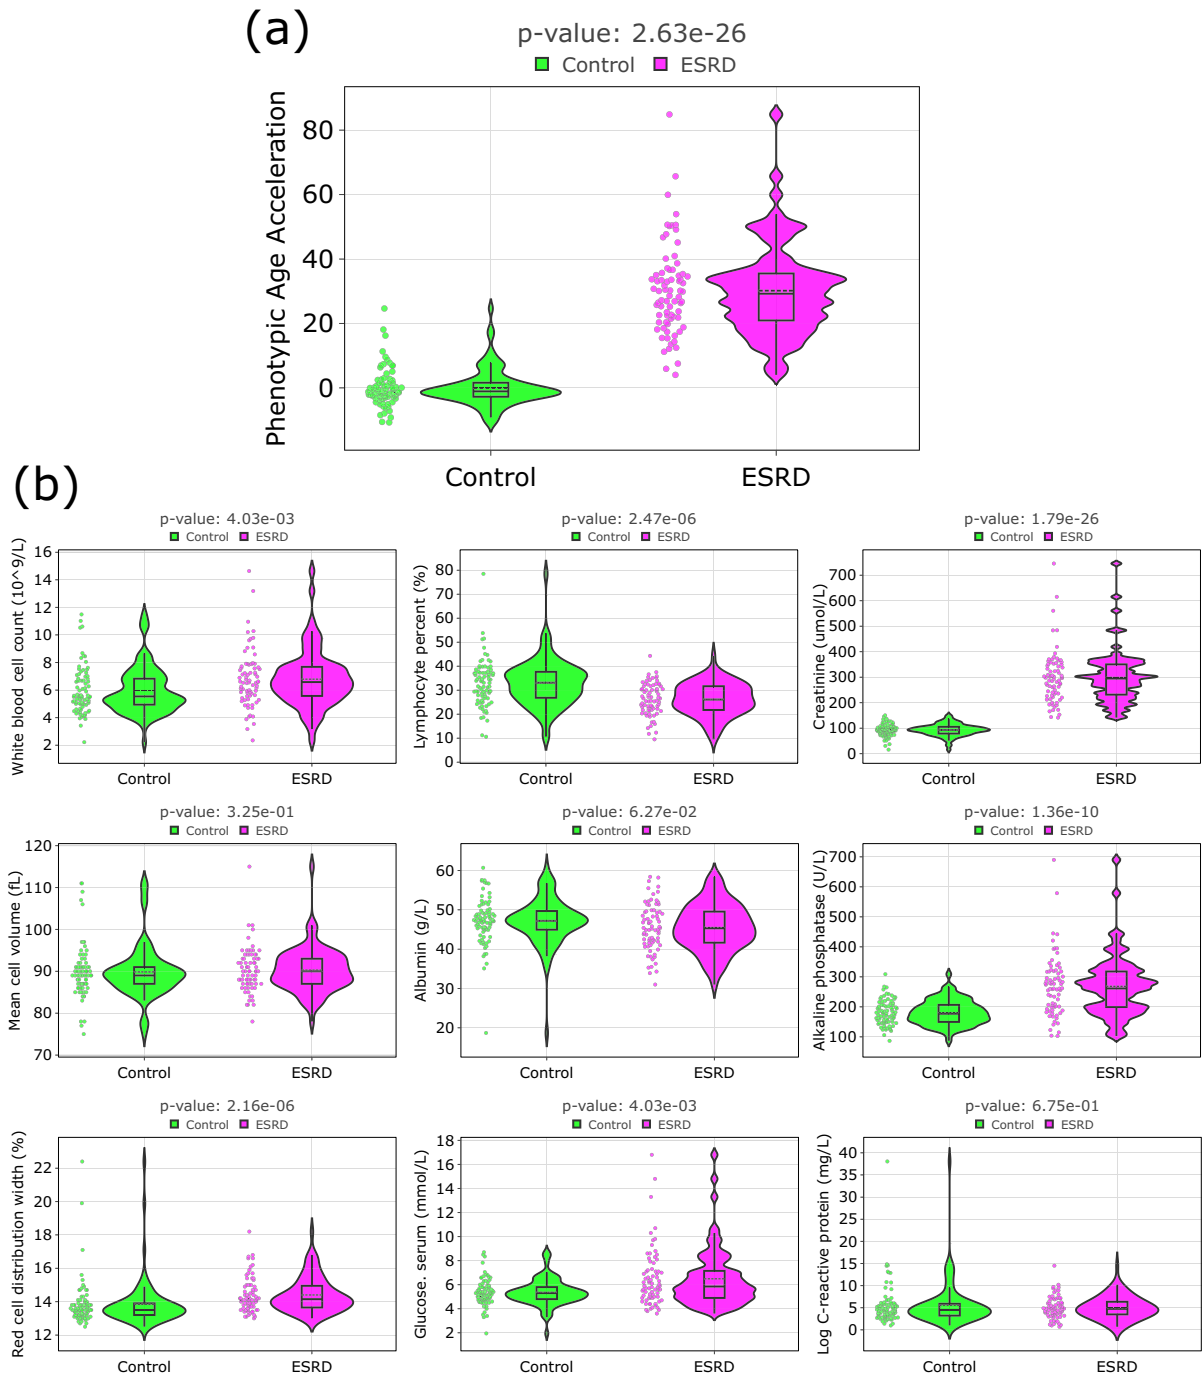 (a)
p-value: 2.63e-26
Control ESRD
Phenotypic Age Acceleration
80
60
40
20
0
Control ESRD
(b)
p-value: 4.03e-03
Control ESRD
White blood cell count (10^9/L)
16
14
12
10
8
6
4
2
Control ESRD
p-value: 2.47e-06
Control ESRD
Lymphocyte percent (%)
80
70
60
50
40
30
20
10
0
Control ESRD
p-value: 1.79e-26
Control ESRD
Creatinine (umol/L)
700
600
500
400
300
200
100
0
Control ESRD
p-value: 3.25e-01
Control ESRD
Mean cell volume (fL)
120
110
100
90
80
70
Control ESRD
p-value: 6.27e-02
Control ESRD
Albumin (g/L)
60
50
40
30
20
Control ESRD
p-value: 1.36e-10
Control ESRD
Alkaline phosphatase (U/L)
700
600
500
400
300
200
100
Control ESRD
p-value: 2.16e-06
Control ESRD
Red cell distribution width (%)
22
20
18
16
14
12
Control ESRD
p-value: 4.03e-03
Control ESRD
Glucose. serum (mmol/L)
18
16
14
12
10
8
6
4
2
Control ESRD
p-value: 6.75e-01
Control ESRD
Log C-reactive protein (mg/L)
40
35
30
25
20
15
10
5
0
Control ESRD